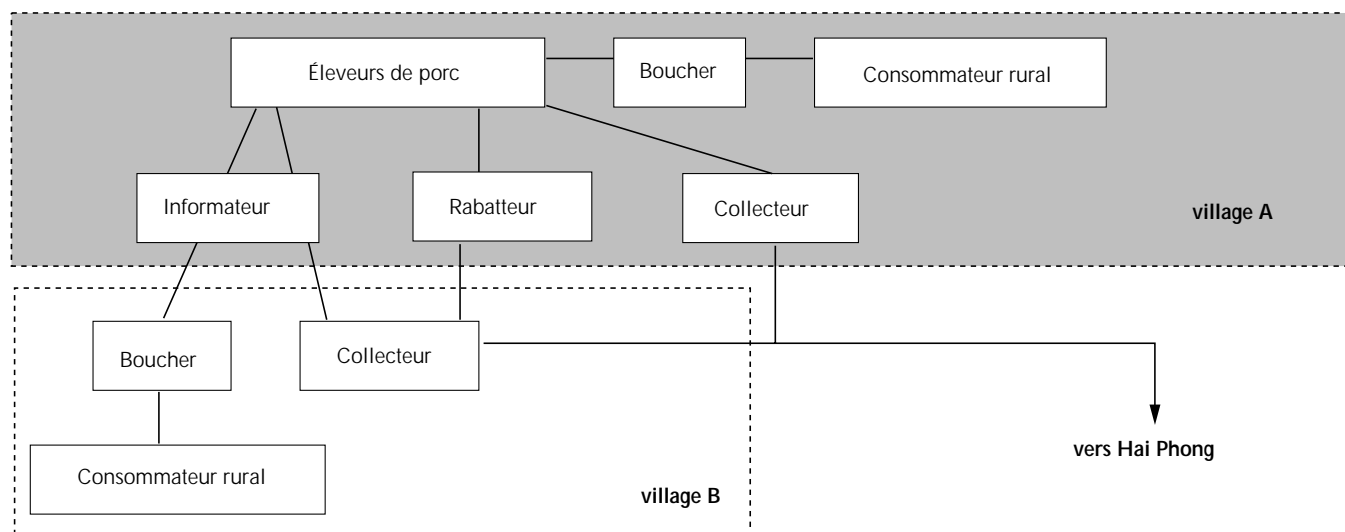 Éleveurs de porc
Boucher
Consommateur rural
Informateur
Rabatteur
Collecteur
village A
Boucher
Collecteur
vers Hai Phong
Consommateur rural
village B